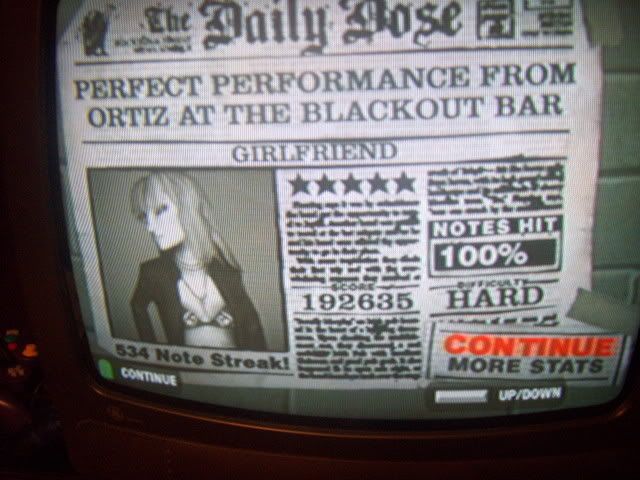 The Daily Dose
PERFECT PERFORMANCE FROM
ORTIZ AT THE BLACKOUT BAR
GIRLFRIEND
NOTES HIT
100%
SCORE
192635
DIFFICULTY
HARD
534 Note Streak!
CONTINUE
MORE STATS
CONTINUE
UP/DOWN